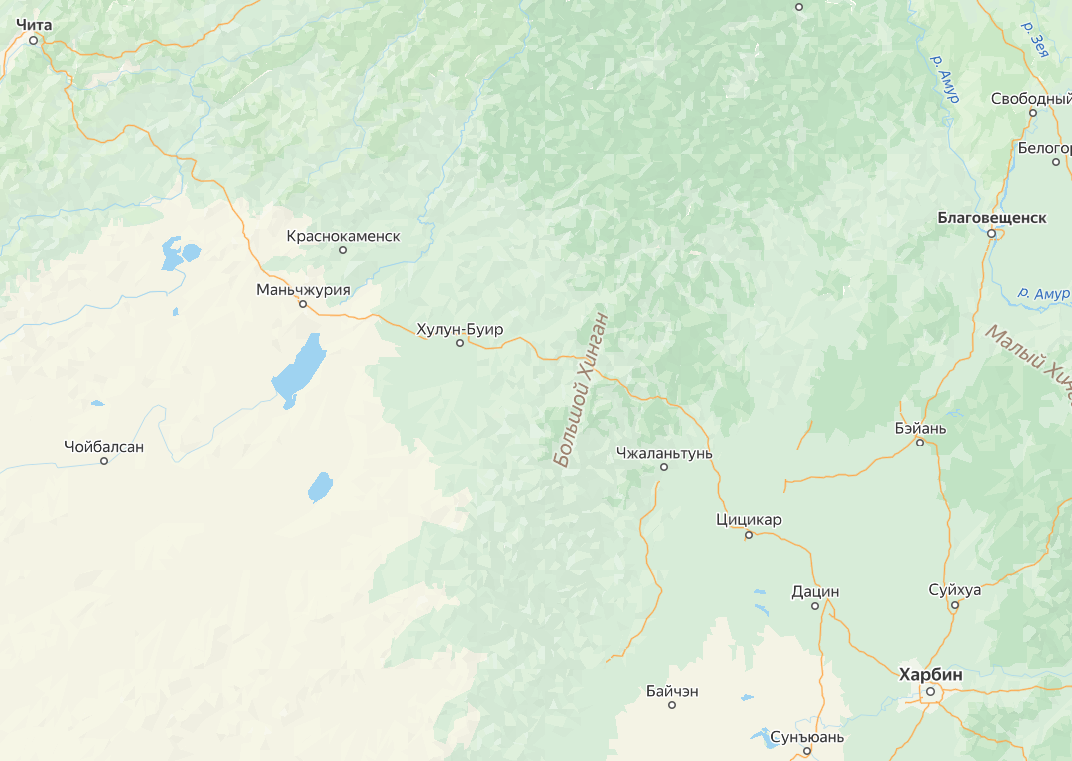 Чита
р. Зея
р. Амур
Свободный
Белогор
Благовещенск
Краснокаменск
Маньчжурия
р. Амур
Хулун-Буир
Большой Хинган
Малый Хинга
Бэйань
Чойбалсан
Чжаланьтунь
Цицикар
Дацин
Суйхуа
Харбин
Байчэн
Сунъюань